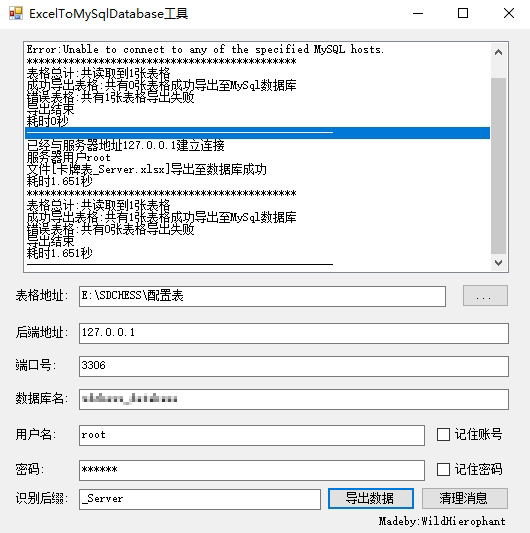 ExcelToMySqlDatabase工具
Error:Unable to connect to any of the specified MySQL hosts.
*********************************************
表格总计:共读取到1张表格
成功导出表格:共有0张表格成功导出至MySql数据库
错误表格:共有1张表格导出失败
导出结束
耗时0秒
已经与服务器地址127.0.0.1建立连接
服务器用户root
文件[卡牌表_Server.xlsx]导出至数据库成功
耗时1.651秒
*********************************************
表格总计:共读取到1张表格
成功导出表格:共有1张表格成功导出至MySql数据库
错误表格:共有0张表格导出失败
导出结束
耗时1.651秒
表格地址: E:\SDCHESS\配置表 ...
后端地址: 127.0.0.1
端口号: 3306
数据库名:
用户名: root 记住账号
密码: ****** 记住密码
识别后缀: _Server 导出数据 清理消息
Madeby:WildHierophant